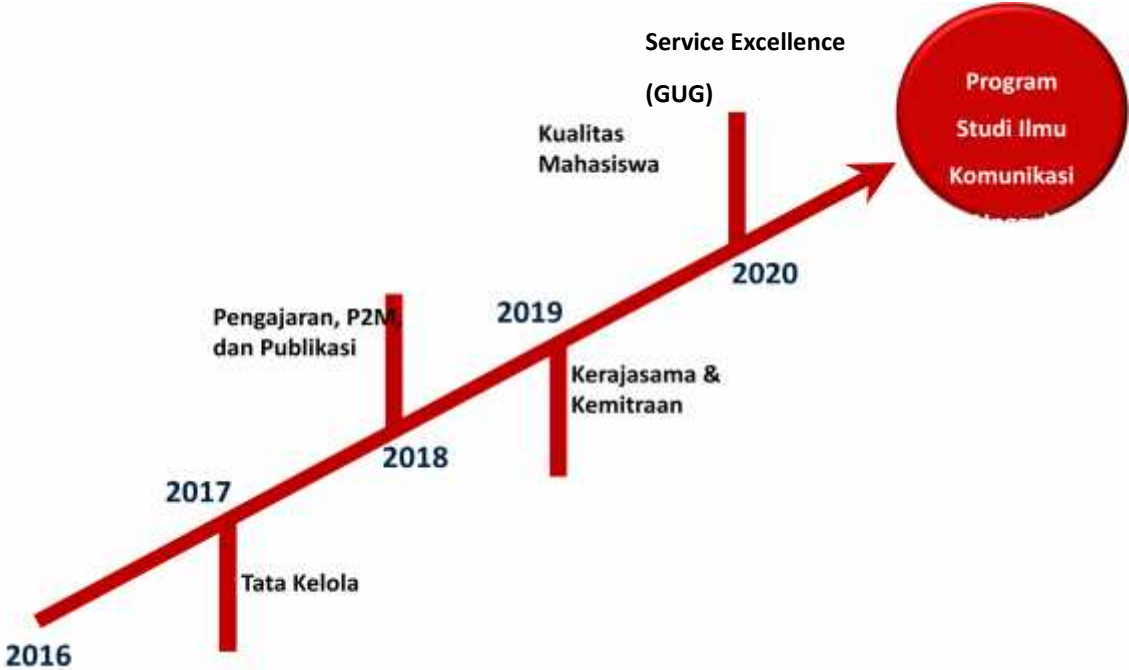 Service Excellence
(GUG)
Program
Studi Ilmu
Komunikasi
Kualitas
Mahasiswa
2020
Pengajaran, P2M,
dan Publikasi
2019
Kerajasama &
Kemitraan
2018
2017
Tata Kelola
2016